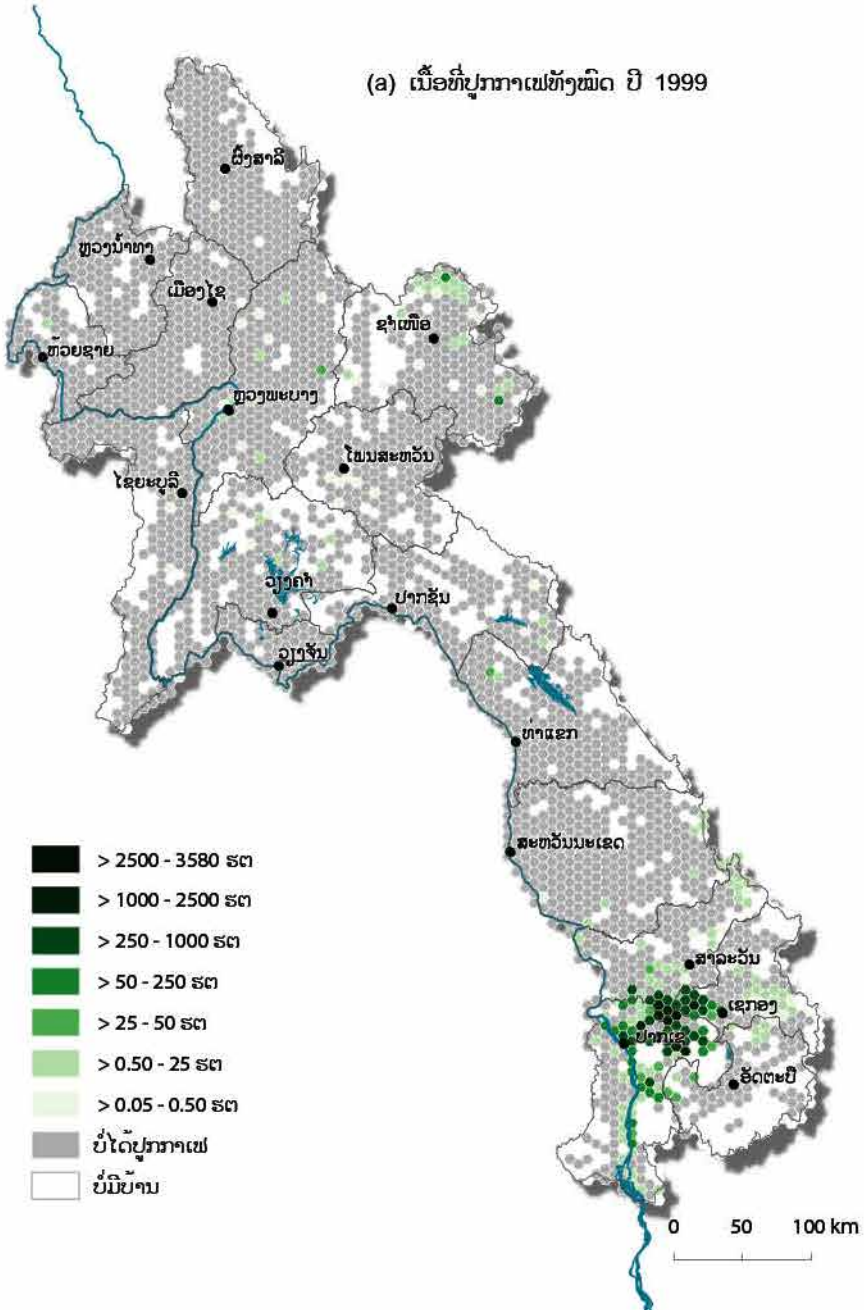 (a) ເນື້ອທີ່ປູກກາເຟທັງໝົດ ປີ 1999
ຜົ້ງສາລີ
ຫຼວງນ້ຳທາ
ເມືອງໄຊ
ຊຳເໜືອ
ຫ້ວຍຊາຍ
ຫຼວງພະບາງ
ໂພນສະຫວັນ
ໄຊຍະບູລີ
ວຽງຄຳ
ປາກຊັນ
ວຽງຈັນ
ທ່າແຂກ
ສະຫວັນນະເຂດ
> 2500 - 3580 ຮຕ
> 1000 - 2500 ຮຕ
> 250 - 1000 ຮຕ
> 50 - 250 ຮຕ
> 25 - 50 ຮຕ
> 0.50 - 25 ຮຕ
> 0.05 - 0.50 ຮຕ
ບໍ່ໄດ້ປູກກາເຟ
ບໍ່ມີບ້ານ
ສາລະວັນ
ເຊກອງ
ປາກເຊ
ອັດຕະປື
0 50 100 km